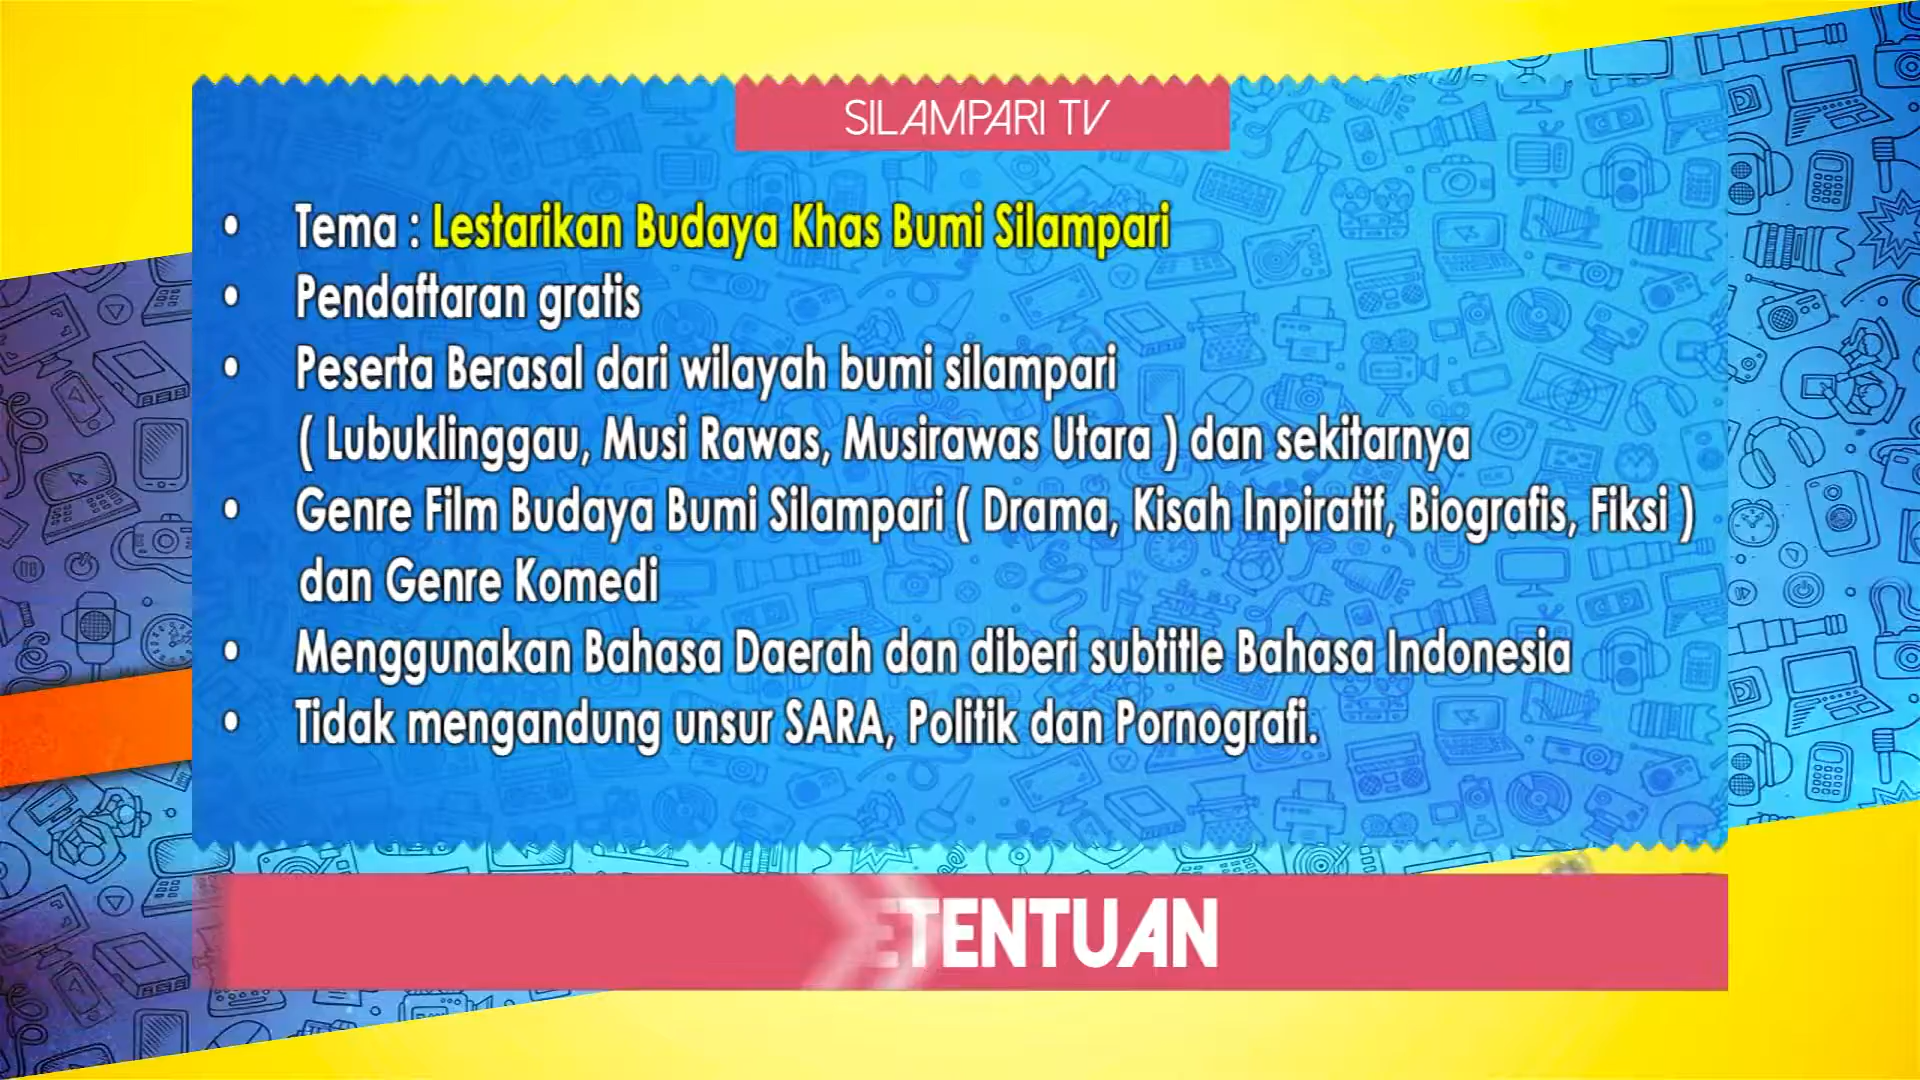 SILAMPARI TV
• Tema : Lestarikan Budaya Khas Bumi Silampari
• Pendaftaran gratis
• Peserta Berasal dari wilayah bumi silampari
( Lubuklinggau, Musi Rawas, Musirawas Utara ) dan sekitarnya
• Genre Film Budaya Bumi Silampari ( Drama, Kisah Inpiratif, Biografis, Fiksi )
dan Genre Komedi
• Menggunakan Bahasa Daerah dan diberi subtitle Bahasa Indonesia
• Tidak mengandung unsur SARA, Politik dan Pornografi.
ETENTUAN